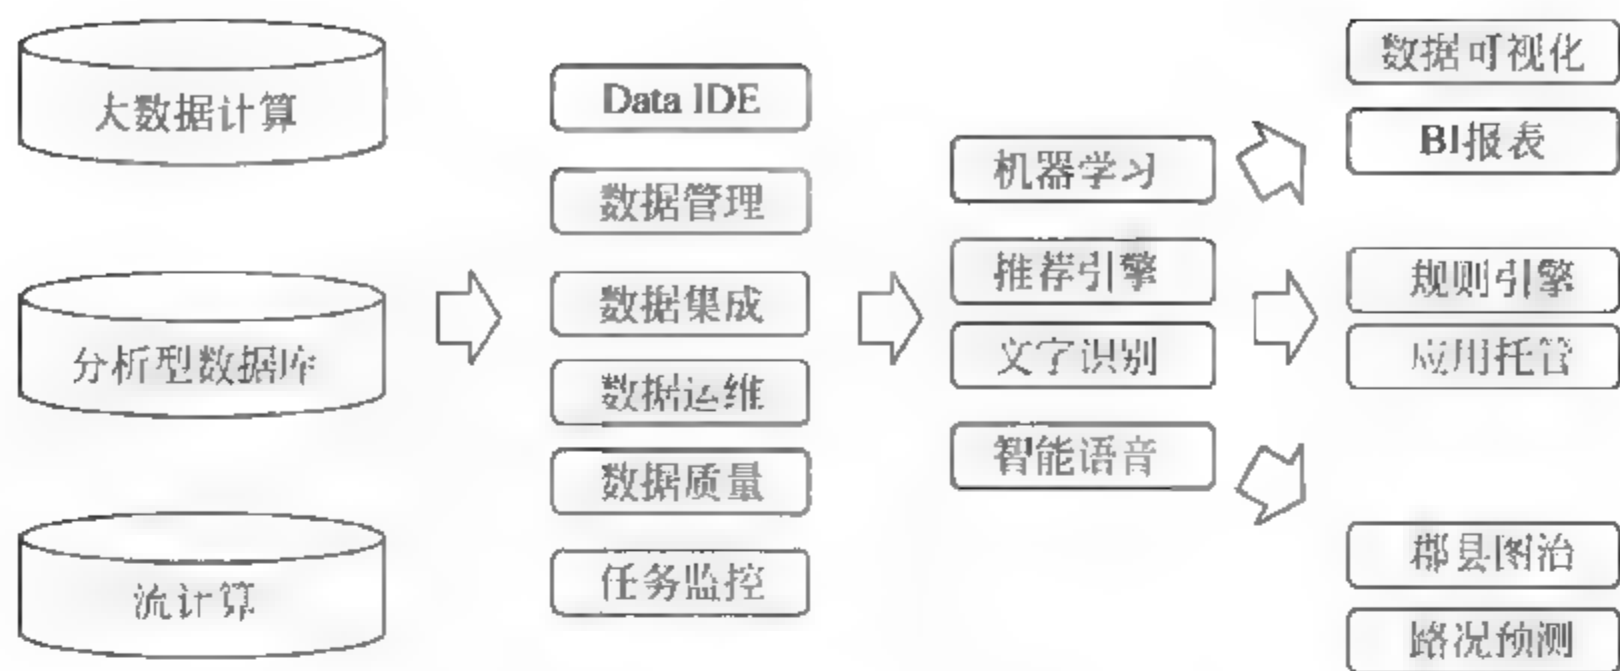 大数据计算
分析型数据库
流计算
Data IDE
数据管理
数据集成
数据运维
数据质量
任务监控
机器学习
推荐引擎
文字识别
智能语音
数据可视化
BI报表
规则引擎
应用托管
郡县图治
路况预测